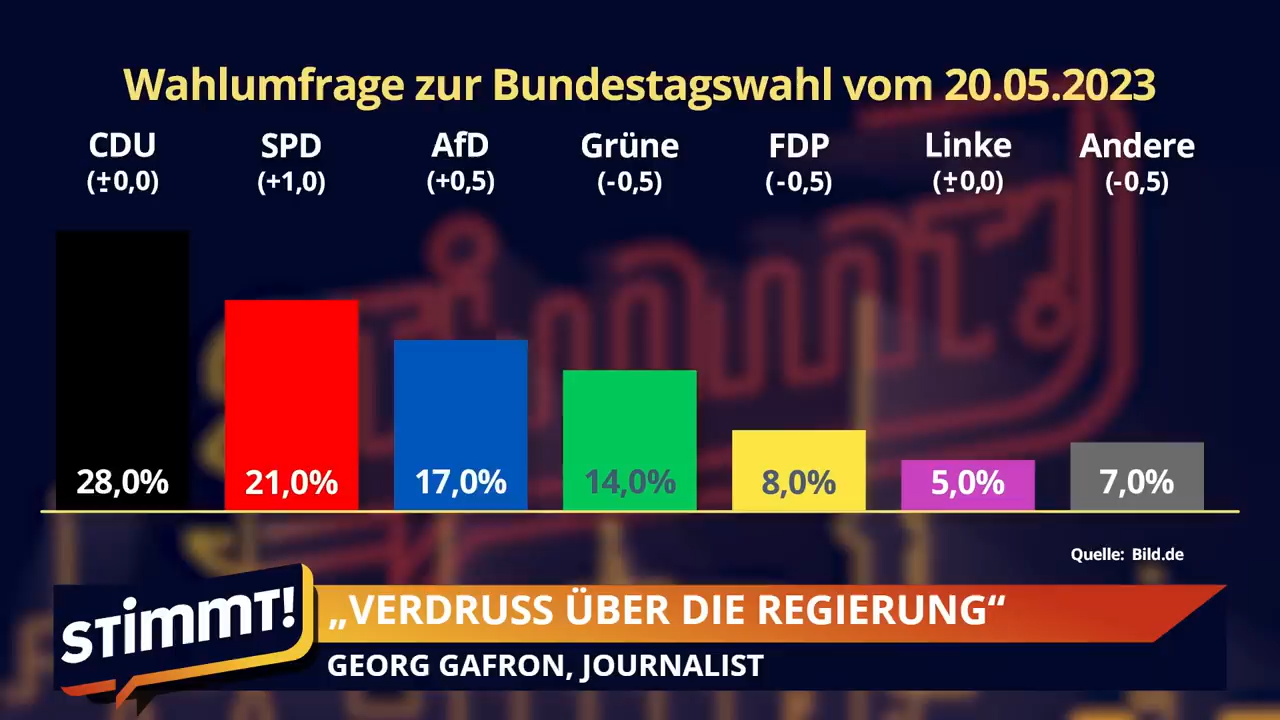 Wahlumfrage zur Bundestagswahl vom 20.05.2023
CDU SPD AfD Grüne FDP Linke Andere
(±0,0) (+1,0) (+0,5) (-0,5) (-0,5) (±0,0) (-0,5)
28,0% 21,0% 17,0% 14,0% 8,0% 5,0% 7,0%
Quelle: Bild.de
STimmT!
„VERDRUSS ÜBER DIE REGIERUNG“
GEORG GAFRON, JOURNALIST